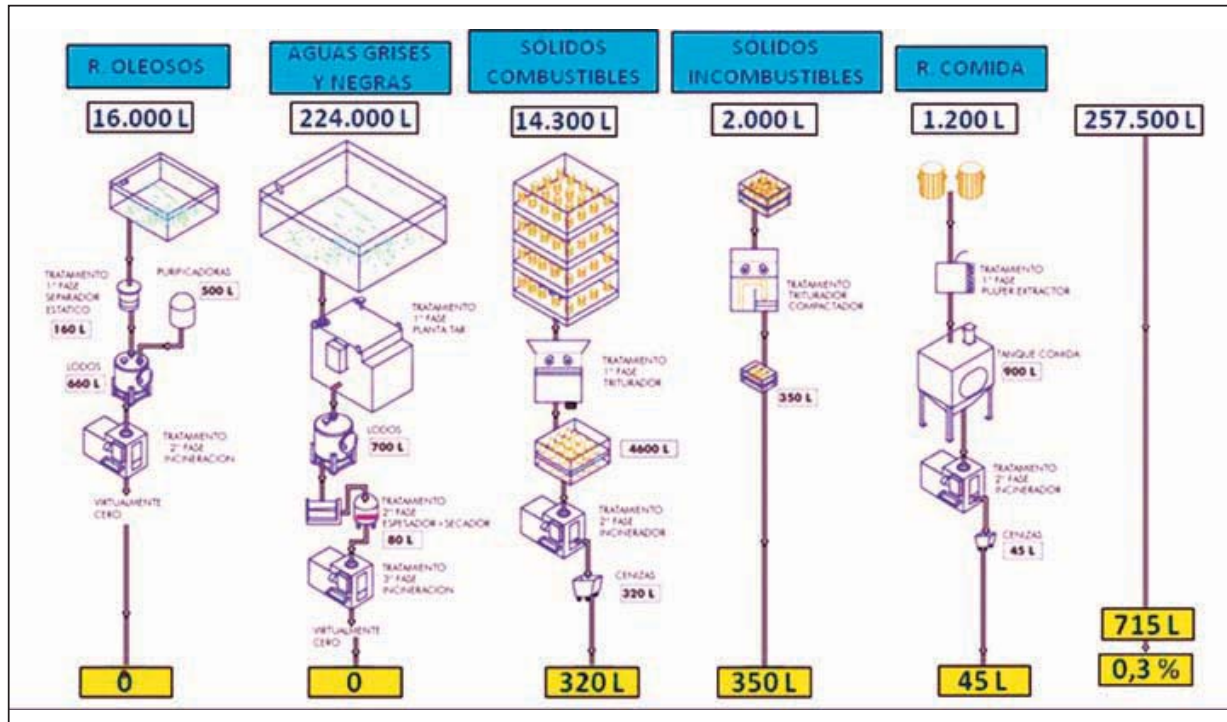 R. OLEOSOS
16.000 L
TRATAMIENTO
1ª FASE
SEPARADOR
ESTATICO
160 L
PURIFICADORAS
500 L
LODOS
660 L
TRATAMIENTO
2ª FASE
INCINERACION
VIRTUALMENTE
CERO
0
AGUAS GRISES
Y NEGRAS
224.000 L
TRATAMIENTO
1ª FASE
PLANTA TAR
LODOS
700 L
TRATAMIENTO
2ª FASE
ESPESADOR-SECADOR
80 L
TRATAMIENTO
3ª FASE
INCINERACION
VIRTUALMENTE
CERO
0
SÓLIDOS
COMBUSTIBLES
14.300 L
TRATAMIENTO
1ª FASE
TRITURADOR
4600 L
TRATAMIENTO
2ª FASE
INCINERADOR
CENIZAS
320 L
320 L
SÓLIDOS
INCOMBUSTIBLES
2.000 L
TRATAMIENTO
TRITURADOR
COMPACTADOR
350 L
350 L
R. COMIDA
1.200 L
TRATAMIENTO
1ª FASE
PULPER EXTRACTOR
TANQUE COMIDA
900 L
TRATAMIENTO
2ª FASE
INCINERADOR
CENIZAS
45 L
45 L
257.500 L
715 L
0,3 %